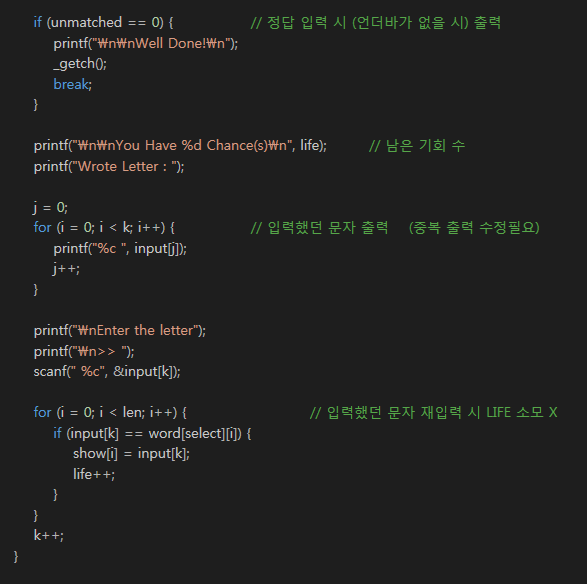 if (unmatched == 0) { // 정답 입력 시 (언더바가 없을 시) 출력
printf("₩n₩nWell Done!₩n");
_getch();
break;
}
printf("₩n₩nYou Have %d Chance(s)₩n", life); // 남은 기회 수
printf("Wrote Letter : ");
j = 0;
for (i = 0; i < k; i++) { // 입력했던 문자 출력 (중복 출력 수정필요)
printf("%c ", input[j]);
j++;
}
printf("₩nEnter the letter");
printf("₩n>> ");
scanf(" %c", &input[k]);
for (i = 0; i < len; i++) { // 입력했던 문자 재입력 시 LIFE 소모 X
if (input[k] == word[select][i]) {
show[i] = input[k];
life++;
}
}
k++;
}